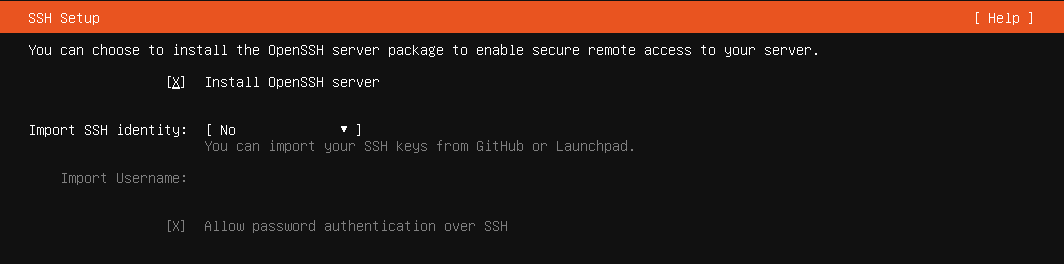 SSH Setup [ Help ]
You can choose to install the OpenSSH server package to enable secure remote access to your server.
[X] Install OpenSSH server
Import SSH identity: [ No ▼ ]
You can import your SSH keys from GitHub or Launchpad.
Import Username:
[X] Allow password authentication over SSH